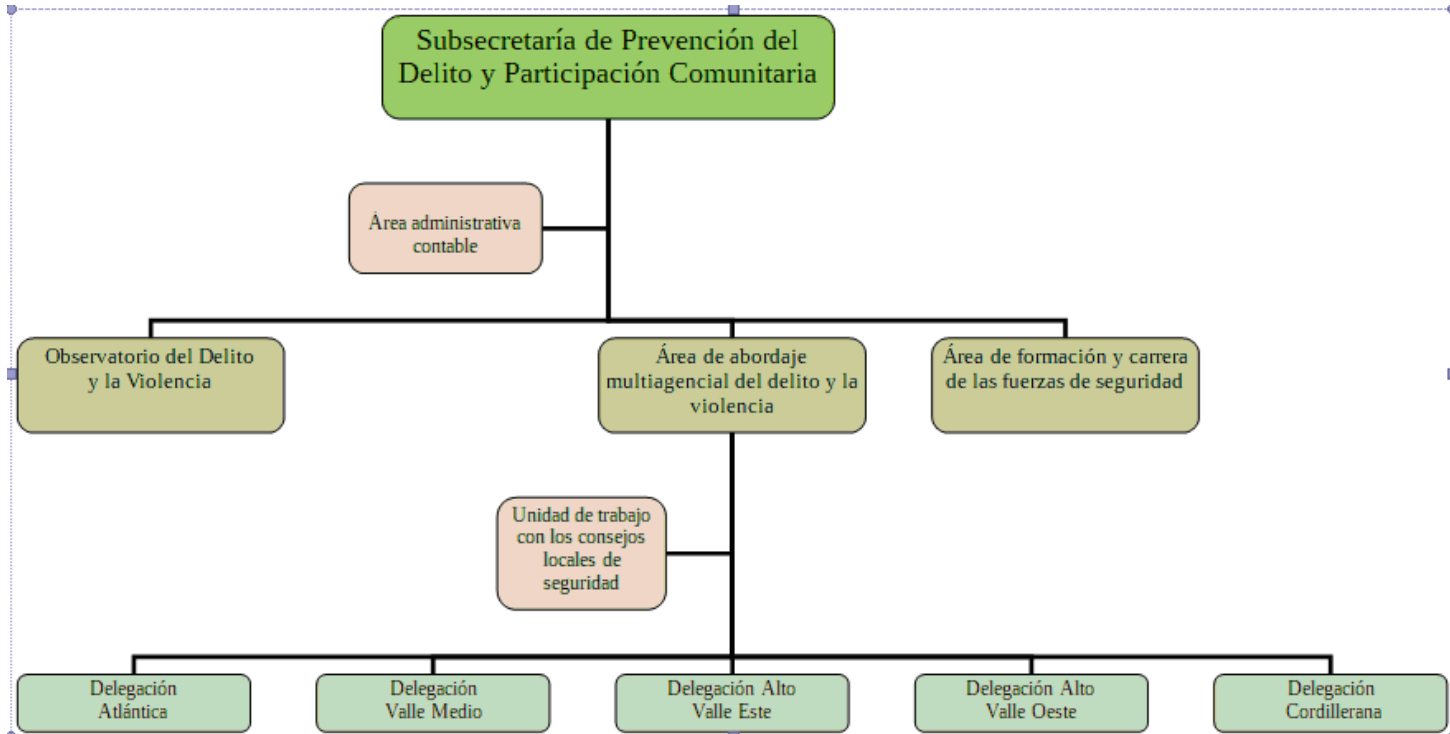 Subsecretaría de Prevención del
Delito y Participación Comunitaria
Área administrativa
contable
Observatorio del Delito
y la Violencia
Área de abordaje
multiagencial del delito y la
violencia
Área de formación y carrera
de las fuerzas de seguridad
Unidad de trabajo
con los consejos
locales de
seguridad
Delegación
Atlántica
Delegación
Valle Medio
Delegación Alto
Valle Este
Delegación Alto
Valle Oeste
Delegación
Cordillerana